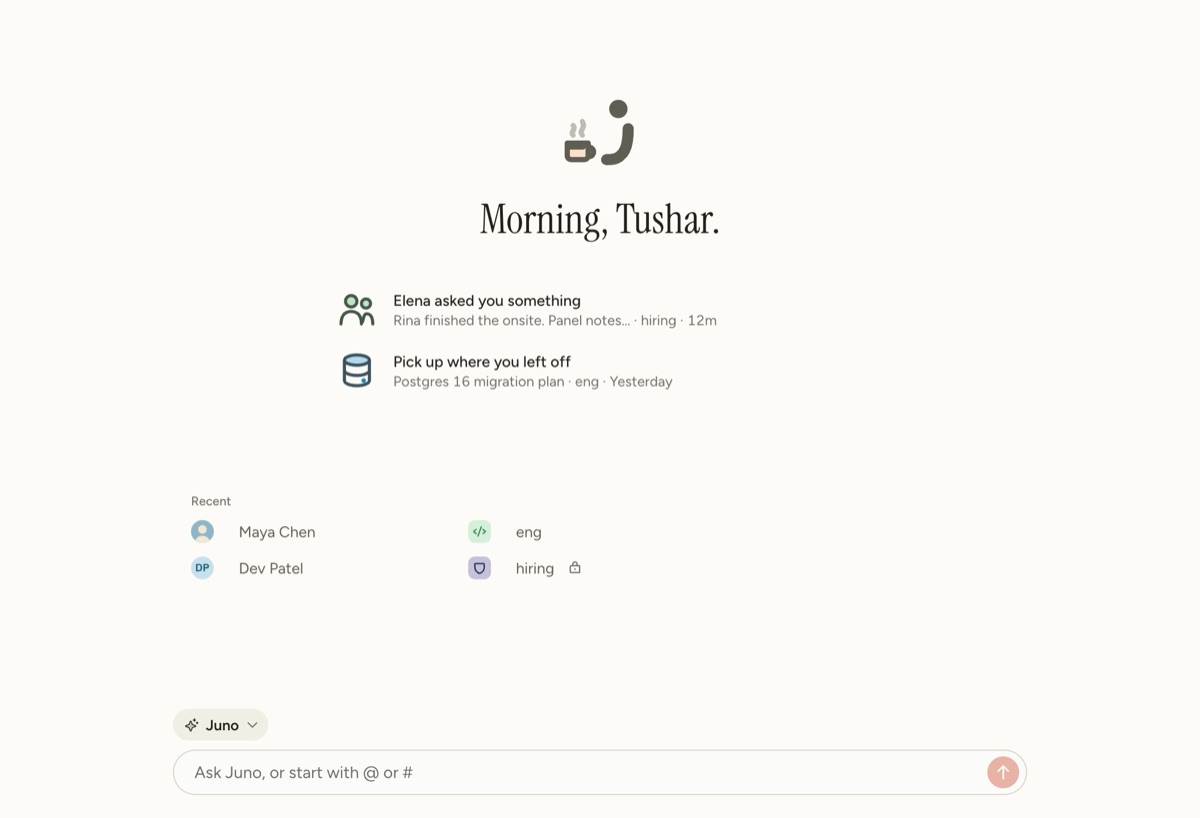 Morning, Tushar.
Elena asked you something
Rina finished the onsite. Panel notes... · hiring · 12m
Pick up where you left off
Postgres 16 migration plan · eng · Yesterday
Recent
Maya Chen
</> eng
DP Dev Patel
hiring
Juno
Ask Juno, or start with @ or #